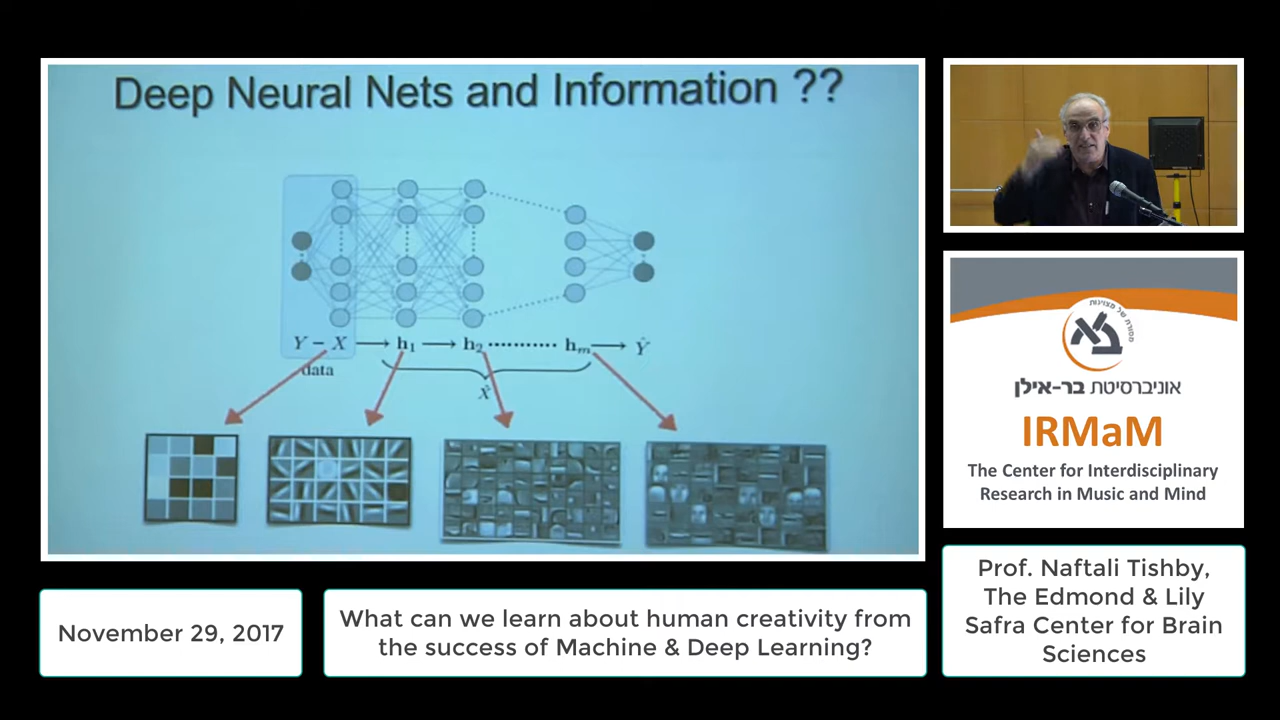 Deep Neural Nets and Information ??
Y – X → h₁ → h₂ ·········· hₘ → Ŷ
data
X̂
מסורת של מצוינות
בא
אוניברסיטת בר-אילן
IRMaM
The Center for Interdisciplinary
Research in Music and Mind
November 29, 2017
What can we learn about human creativity from
the success of Machine & Deep Learning?
Prof. Naftali Tishby,
The Edmond & Lily
Safra Center for Brain
Sciences